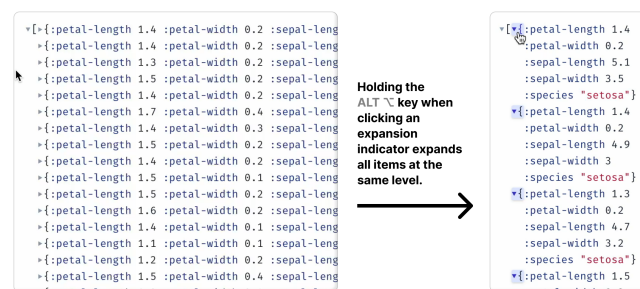 ▾[▸{:petal-length 1.4 :petal-width 0.2 :sepal-leng
▸{:petal-length 1.4 :petal-width 0.2 :sepal-leng
▸{:petal-length 1.3 :petal-width 0.2 :sepal-leng
▸{:petal-length 1.5 :petal-width 0.2 :sepal-leng
▸{:petal-length 1.4 :petal-width 0.2 :sepal-leng
▸{:petal-length 1.7 :petal-width 0.4 :sepal-leng
▸{:petal-length 1.4 :petal-width 0.3 :sepal-leng
▸{:petal-length 1.5 :petal-width 0.2 :sepal-leng
▸{:petal-length 1.4 :petal-width 0.2 :sepal-leng
▸{:petal-length 1.5 :petal-width 0.1 :sepal-leng
▸{:petal-length 1.5 :petal-width 0.2 :sepal-leng
▸{:petal-length 1.6 :petal-width 0.2 :sepal-leng
▸{:petal-length 1.4 :petal-width 0.1 :sepal-leng
▸{:petal-length 1.1 :petal-width 0.1 :sepal-leng
▸{:petal-length 1.2 :petal-width 0.2 :sepal-leng
▸{:petal-length 1.5 :petal-width 0.4 :sepal-leng
Holding the
ALT ⌥ key when
clicking an
expansion
indicator expands
all items at the
same level.
▾[▾{:petal-length 1.4
:petal-width 0.2
:sepal-length 5.1
:sepal-width 3.5
:species "setosa"}
▾{:petal-length 1.4
:petal-width 0.2
:sepal-length 4.9
:sepal-width 3
:species "setosa"}
▾{:petal-length 1.3
:petal-width 0.2
:sepal-length 4.7
:sepal-width 3.2
:species "setosa"}
▾{:petal-length 1.5